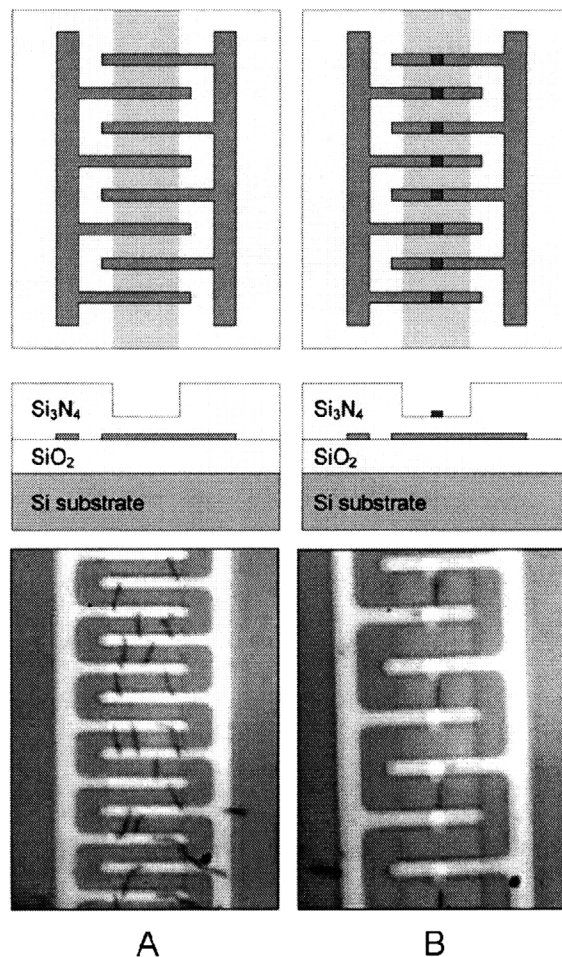 Si₃N₄
SiO₂
Si substrate
Si₃N₄
SiO₂
Si substrate
A
B